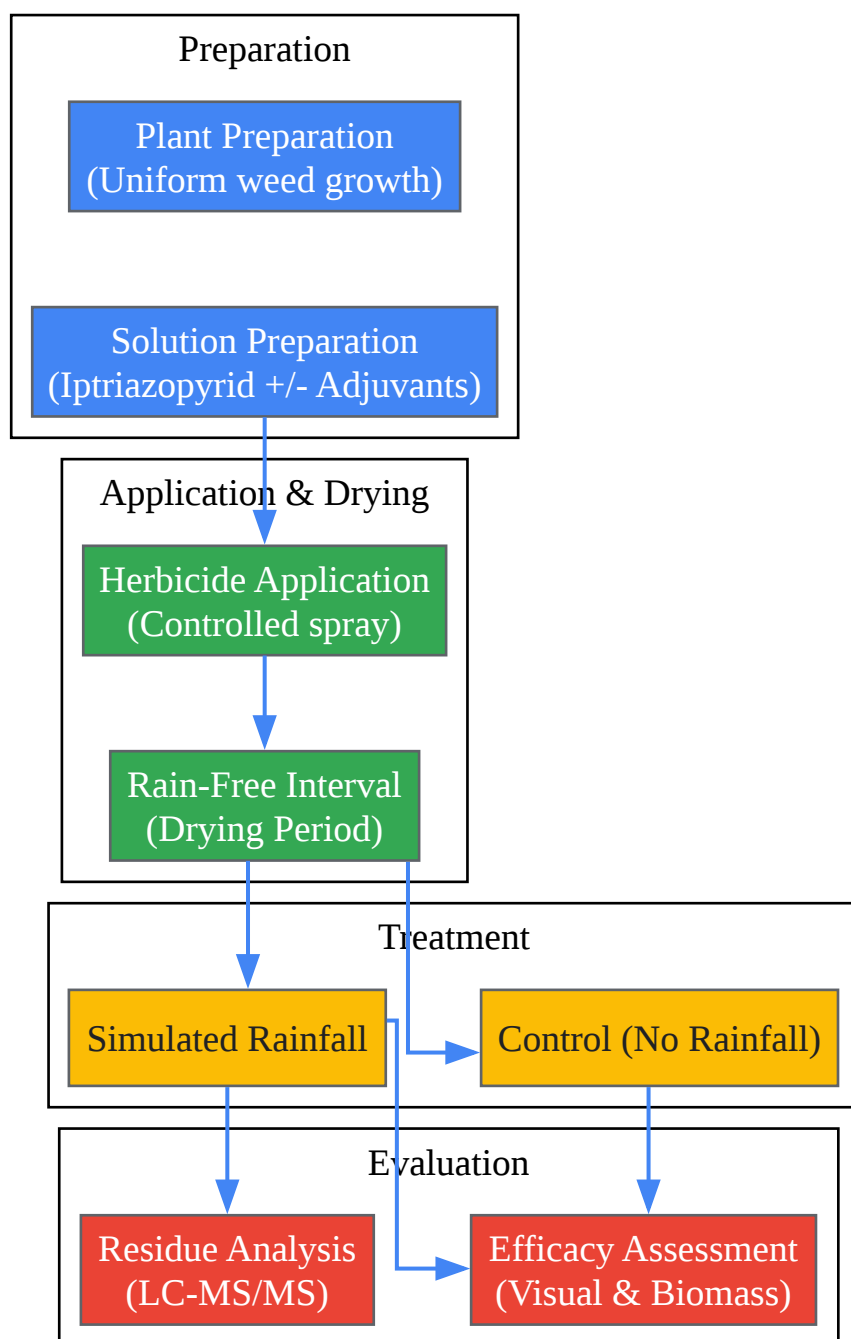 Preparation
Plant Preparation
(Uniform weed growth)
Solution Preparation
(Iptriazopyrid +/- Adjuvants)
Application & Drying
Herbicide Application
(Controlled spray)
Rain-Free Interval
(Drying Period)
Treatment
Simulated Rainfall
Control (No Rainfall)
Evaluation
Residue Analysis
(LC-MS/MS)
Efficacy Assessment
(Visual & Biomass)